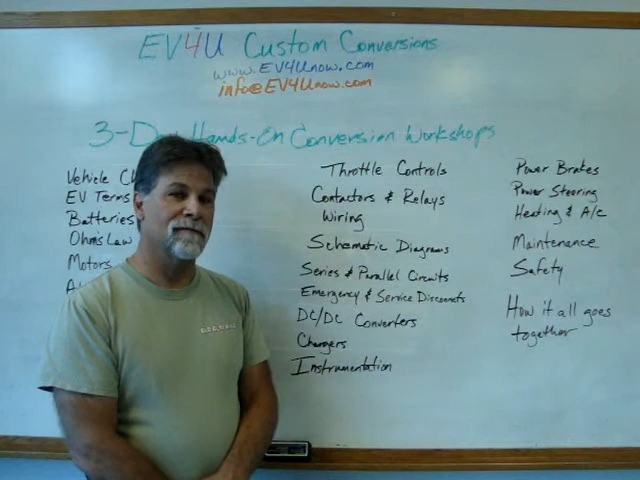 EV4U Custom Conversions
www.EV4Unow.com
info@EV4Unow.com
3-Day Hands-On Conversion Workshops
Vehicle
EV Terms
Batteries
Ohm's Law
Motors
Throttle Controls
Contactors & Relays
Wiring
Schematic Diagrams
Series & Parallel Circuits
Emergency & Service Disconnects
DC/DC Converters
Chargers
Instrumentation
Power Brakes
Power Steering
Heating & A/C
Maintenance
Safety
How it all goes
together